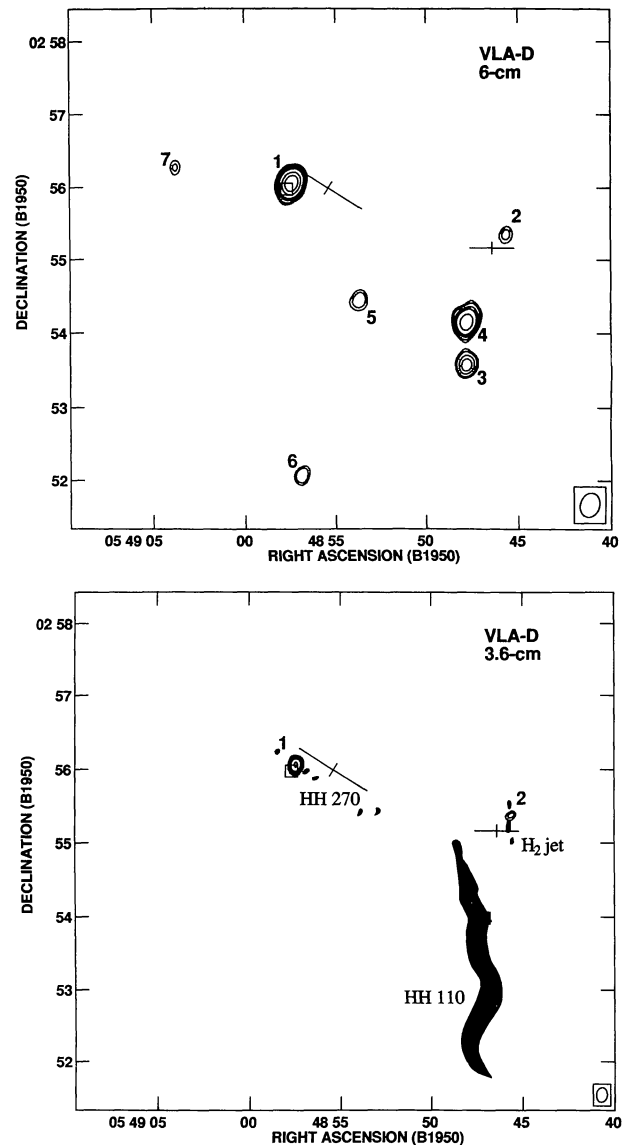 VLA-D
6-cm
02 58
57
7
1
56
2
55
5
4
54
3
53
6
52
05 49 05
00
48 55
50
45
40
RIGHT ASCENSION (B1950)
DECLINATION (B1950)
VLA-D
3.6-cm
02 58
57
1
56
HH 270
2
55
H₂ jet
54
53
HH 110
52
05 49 05
00
48 55
50
45
40
RIGHT ASCENSION (B1950)
DECLINATION (B1950)